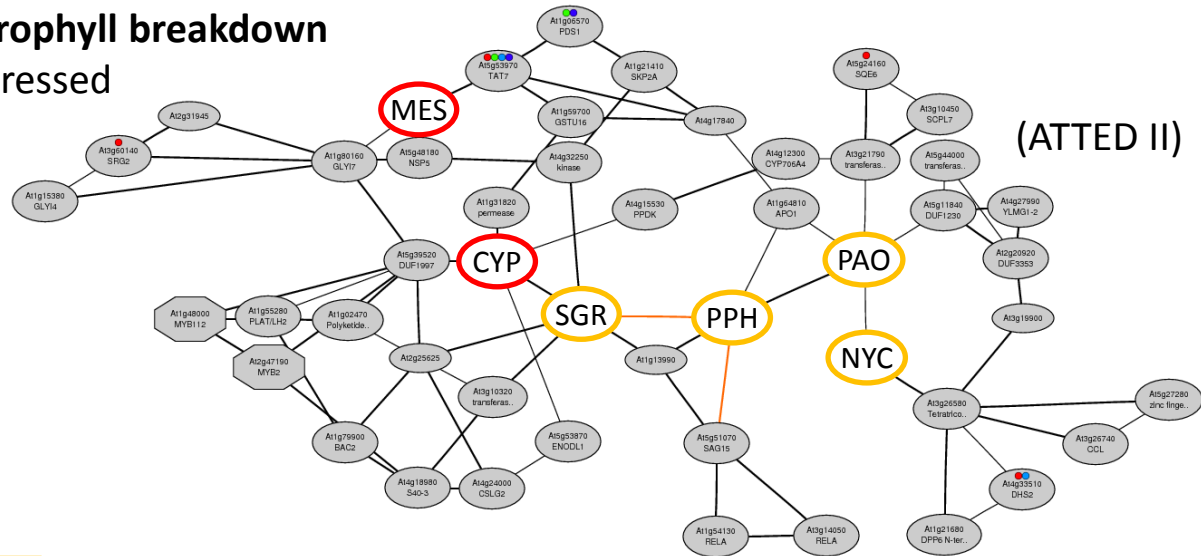 rophyll breakdown
ressed
(ATTED II)
At1g06570
PDS1
At5g53970
TAT7
At1g21410
SKP2A
At5g24160
SQE6
MES
At2g31945
At1g59700
GSTU16
At4g17840
At3g10450
SCPL7
At3g60140
SRG2
At1g80160
GLYI7
At5g48180
NSP5
At4g32250
kinase
At4g12300
CYP706A4
At3g21790
transferas..
At5g44000
transferas..
At1g15380
GLYI4
At1g31820
permease
At4g15530
PPDK
At1g64810
APO1
At5g11840
DUF1230
At4g27990
YLMG1-2
At5g39520
DUF1997
CYP
PAO
At2g20920
DUF3353
At1g48000
MYB112
At1g55280
PLAT/LH2
At1g02470
Polyketide..
SGR
PPH
At3g19900
At2g47190
MYB2
At2g25625
At1g13990
NYC
At3g10320
transferas..
At3g26580
Tetratrico..
At5g27280
zinc finge..
At1g79900
BAC2
At5g53870
ENODL1
At5g51070
SAG15
At3g26740
CCL
At4g18980
S40-3
At4g24000
CSLG2
At4g33510
DHS2
At1g54130
RELA
At3g14050
RELA
At1g21680
DPP6 N-ter..